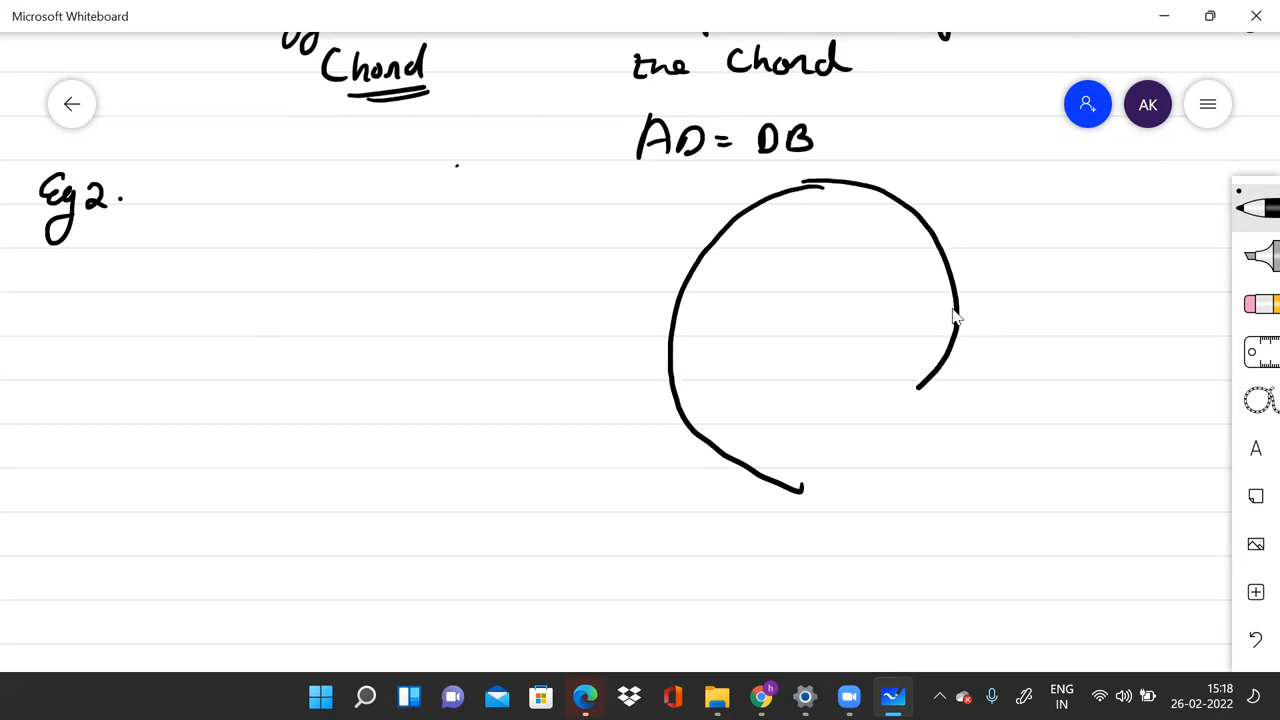 Microsoft Whiteboard
Chord
the Chord
AK
AD = DB
Eg 2.
A
ENG
IN
15:18
26-02-2022